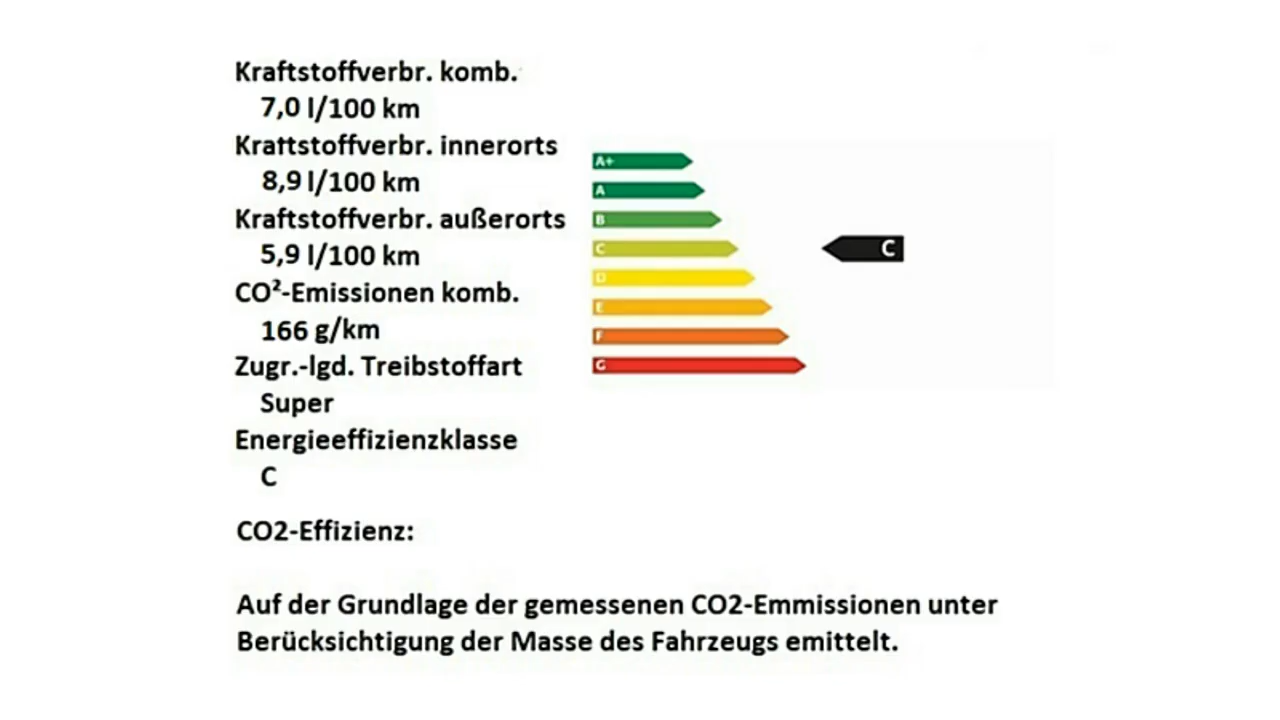 Kraftstoffverbr. komb.
7,0 l/100 km
Krattstoffverbr. innerorts
8,9 l/100 km
Kraftstoffverbr. außerorts
5,9 l/100 km
CO²-Emissionen komb.
166 g/km
Zugr.-lgd. Treibstoffart
Super
Energieeffizienzklasse
C
A+
A
B
C
D
E
F
G
C
CO2-Effizienz:
Auf der Grundlage der gemessenen CO2-Emmissionen unter
Berücksichtigung der Masse des Fahrzeugs emittelt.